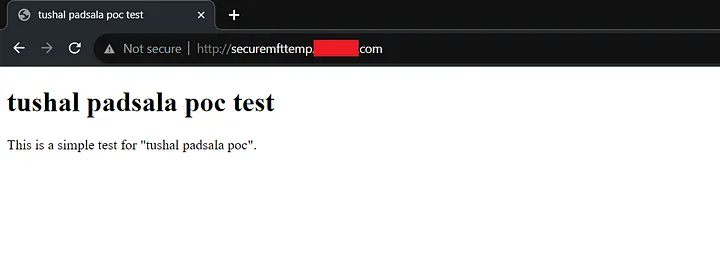 tushal padsala poc test
Not secure | http://securemfttemp. com
tushal padsala poc test
This is a simple test for "tushal padsala poc".